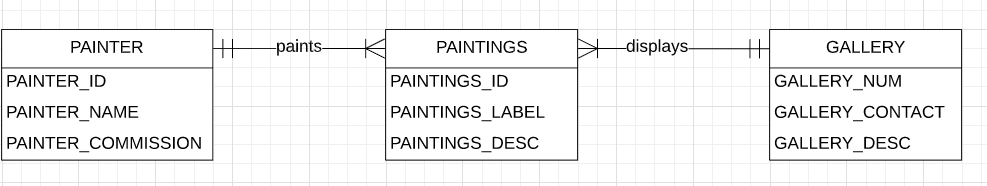 PAINTER
PAINTER_ID
PAINTER_NAME
PAINTER_COMMISSION
paints
PAINTINGS
PAINTINGS_ID
PAINTINGS_LABEL
PAINTINGS_DESC
displays
GALLERY
GALLERY_NUM
GALLERY_CONTACT
GALLERY_DESC